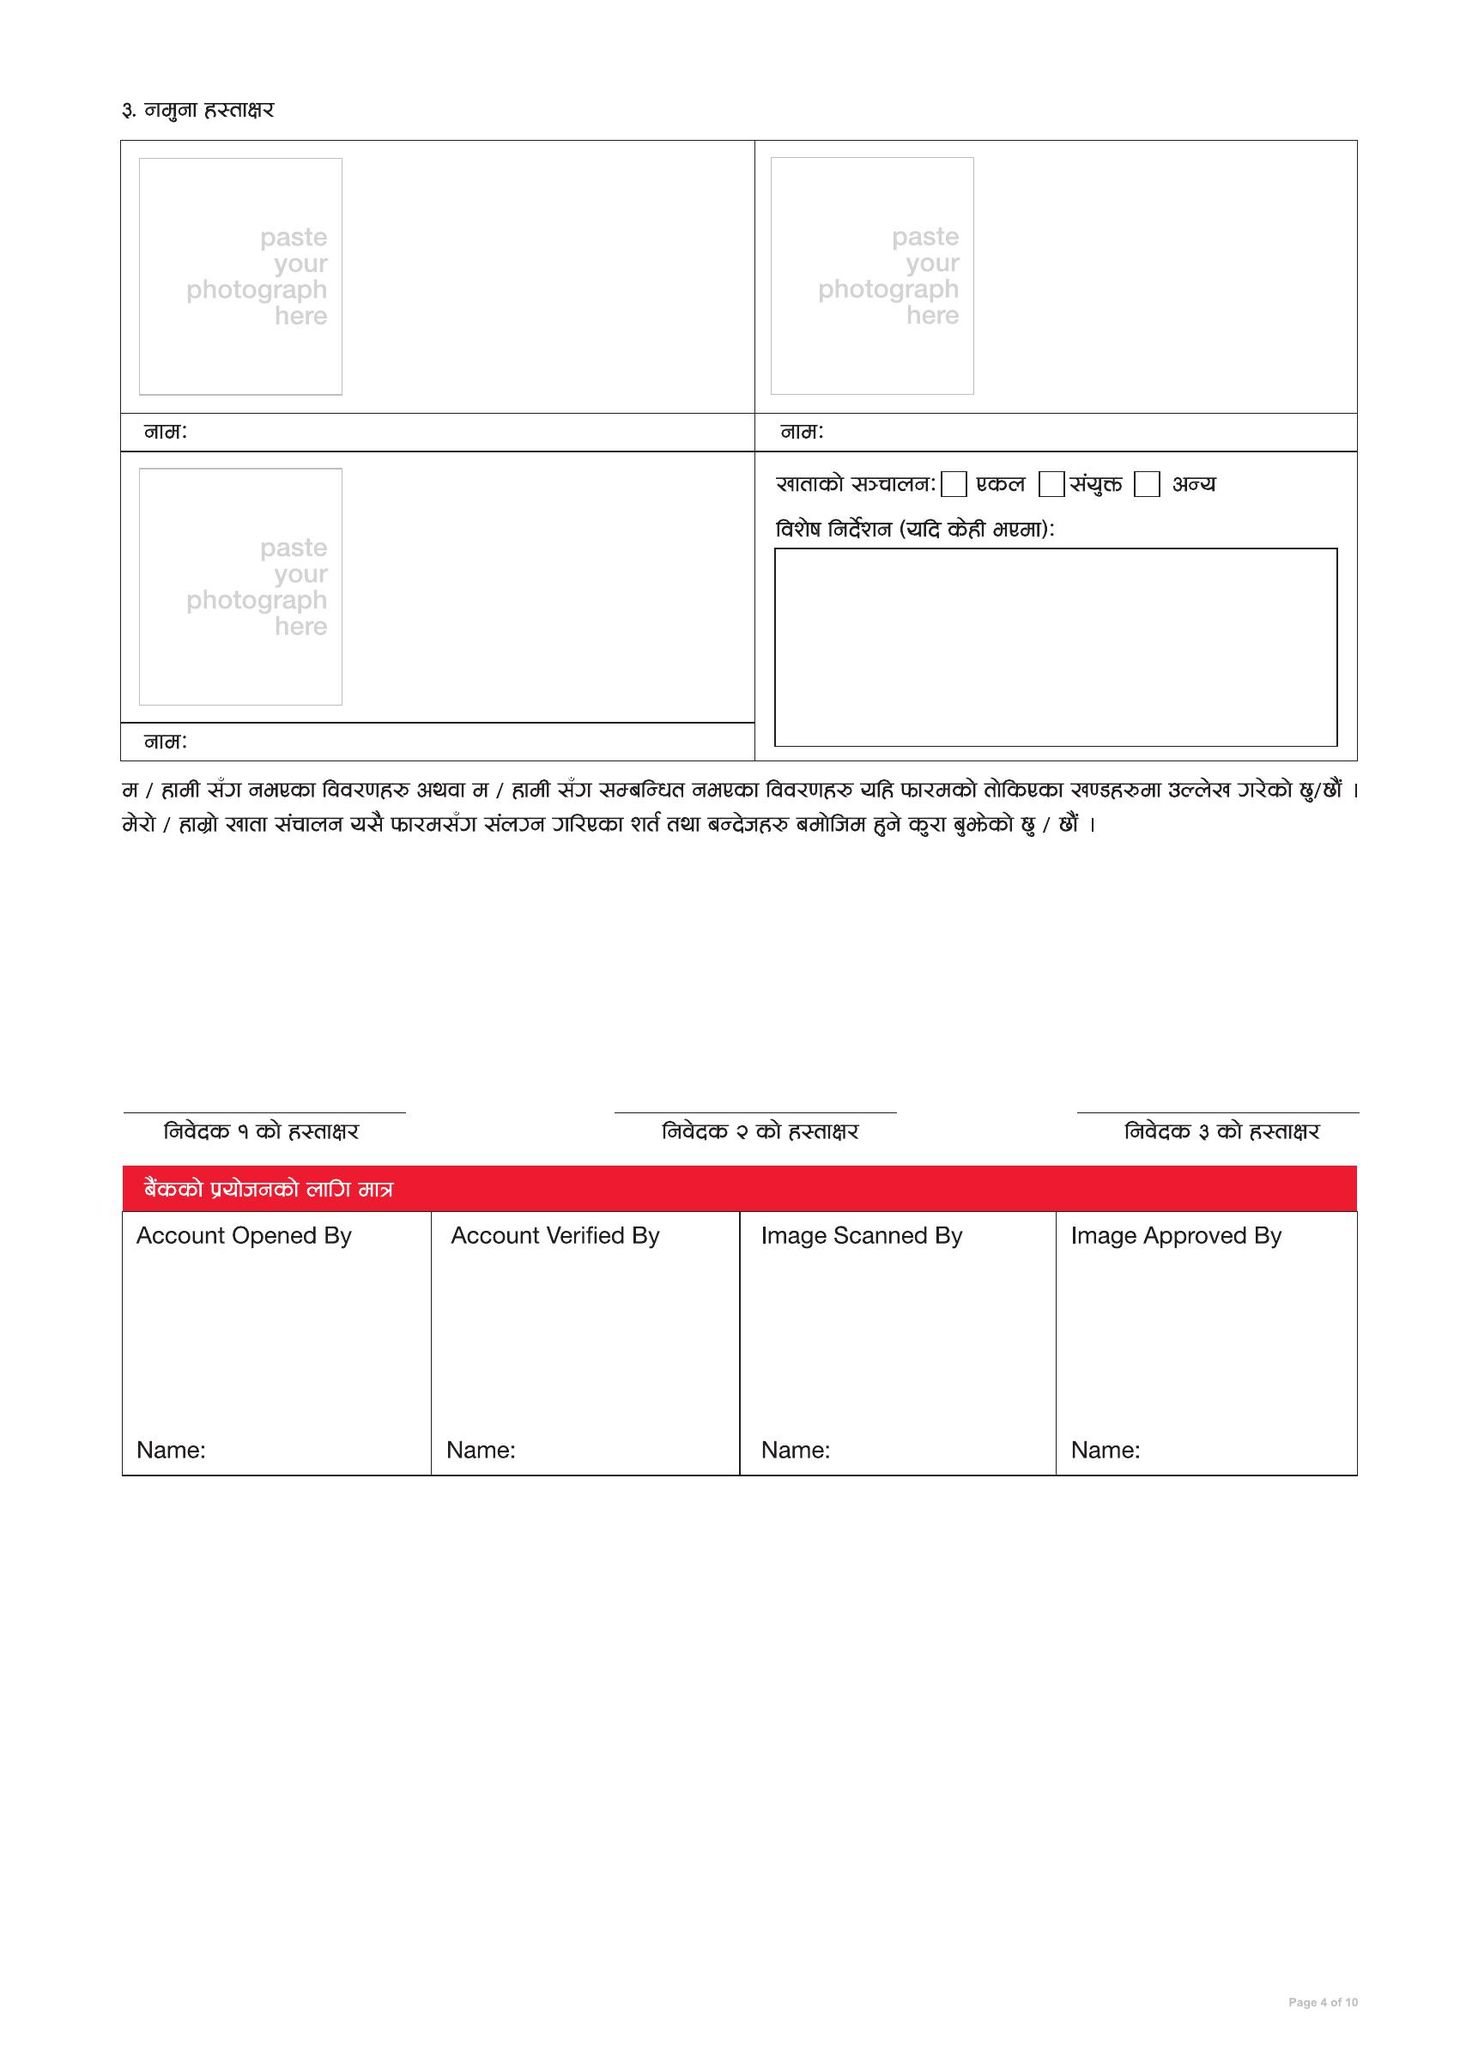 ३. नमुना हस्ताक्षर
paste
your
photograph
here
paste
your
photograph
here
नाम:
नाम:
paste
your
photograph
here
खाताको सञ्चालन: एकल संयुक्त अन्य
विशेष निर्देशन (यदि केही भएमा):
नाम:
म / हामी सँग नभएका विवरणहरु अथवा म / हामी सँग सम्बन्धित नभएका विवरणहरु यहि फारमको तोकिएका खण्डहरुमा उल्लेख गरेको छु/छौं ।
मेरो / हाम्रो खाता संचालन यसै फारमसँग संलग्न गरिएका शर्त तथा बन्देजहरु बमोजिम हुने कुरा बुझेको छु / छौं ।
निवेदक १ को हस्ताक्षर
निवेदक २ को हस्ताक्षर
निवेदक ३ को हस्ताक्षर
बैंकको प्रयोजनको लागि मात्र
Account Opened By
Account Verified By
Image Scanned By
Image Approved By
Name:
Name:
Name:
Name:
Page 4 of 10